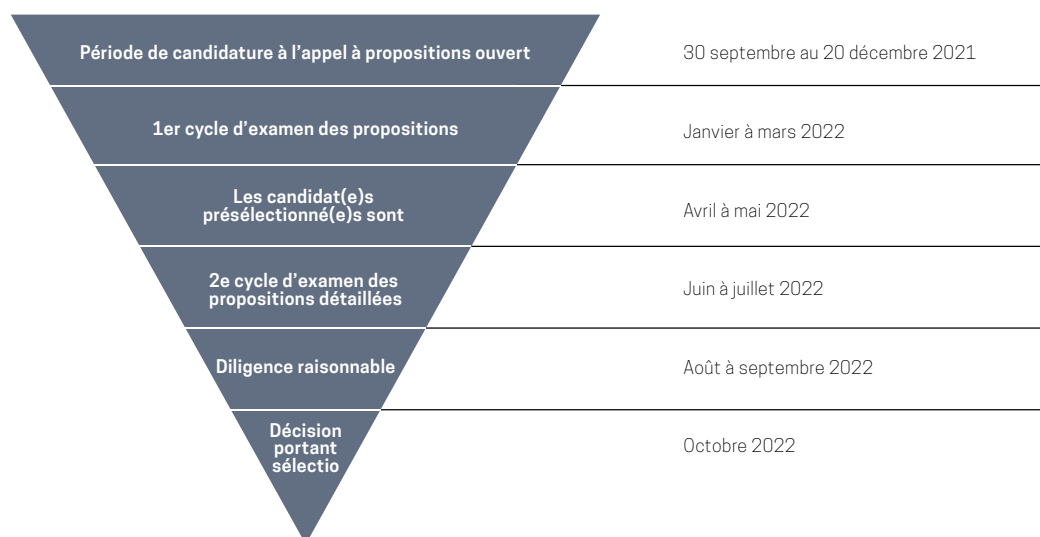 Période de candidature à l'appel à propositions ouvert
30 septembre au 20 décembre 2021
1er cycle d'examen des propositions
Janvier à mars 2022
Les candidat(e)s
présélectionné(e)s sont
Avril à mai 2022
2e cycle d'examen des
propositions détaillées
Juin à juillet 2022
Diligence raisonnable
Août à septembre 2022
Décision
portant
sélectio
Octobre 2022